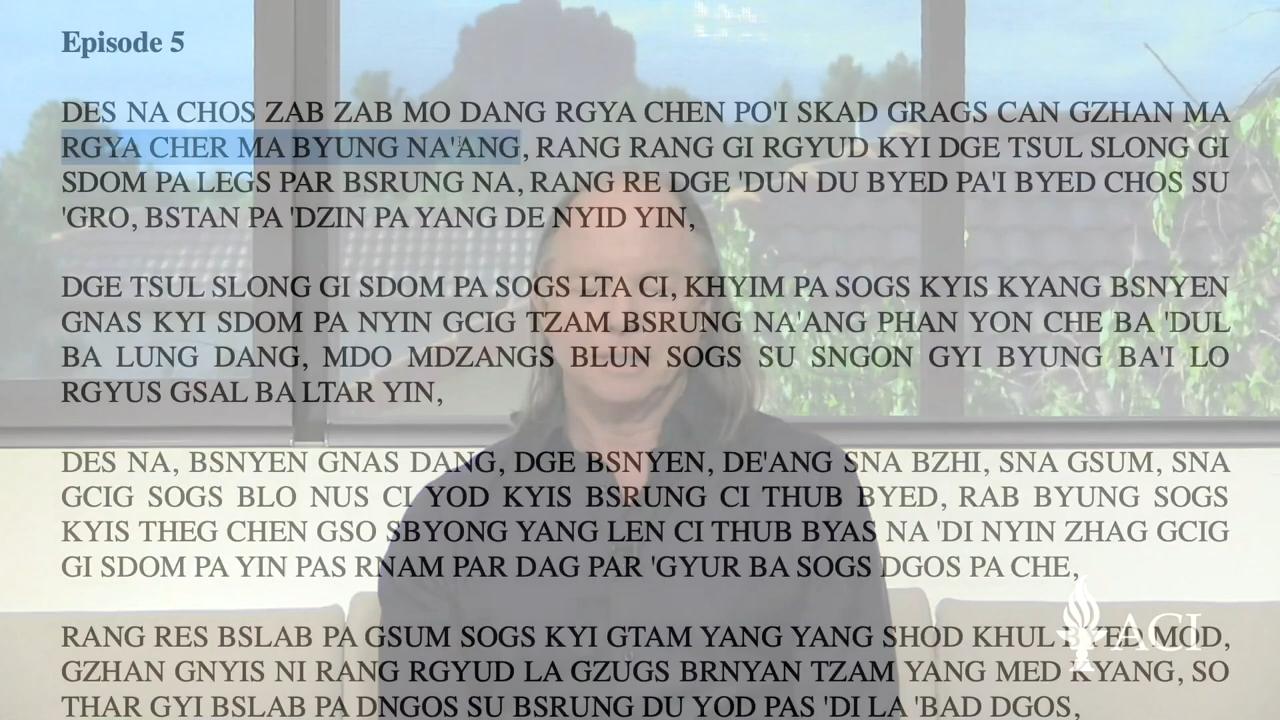 Episode 5
DES NA CHOS ZAB ZAB MO DANG RGYA CHEN PO'I SKAD GRAGS CAN GZHAN MA
RGYA CHER MA BYUNG NA'ANG, RANG RANG GI RGYUD KYI DGE TSUL SLONG GI
SDOM PA LEGS PAR BSRUNG NA, RANG RE DGE 'DUN DU BYED PA'I BYED CHOS SU
'GRO, BSTAN PA 'DZIN PA YANG DE NYID YIN,
DGE TSUL SLONG GI SDOM PA SOGS LTA CI, KHYIM PA SOGS KYIS KYANG BSNYEN
GNAS KYI SDOM PA NYIN GCIG TZAM BSRUNG NA'ANG PHAN YON CHE BA 'DUL
BA LUNG DANG, MDO MDZANGS BLUN SOGS SU SNGON GYI BYUNG BA'I LO
RGYUS GSAL BA LTAR YIN,
DES NA, BSNYEN GNAS DANG, DGE BSNYEN, DE'ANG SNA BZHI, SNA GSUM, SNA
GCIG SOGS BLO NUS CI YOD KYIS BSRUNG CI THUB BYED, RAB BYUNG SOGS
KYIS THEG CHEN GSO SBYONG YANG LEN CI THUB BYAS NA 'DI NYIN ZHAG GCIG
GI SDOM PA YIN PAS RNAM PAR DAG PAR 'GYUR BA SOGS DGOS PA CHE,
RANG RES BSLAB PA GSUM SOGS KYI GTAM YANG YANG SHOD KHUL BYED MOD,
GZHAN GNYIS NI RANG RGYUD LA GZUGS BRNYAN TZAM YANG MED KYANG, SO
THAR GYI BSLAB PA DNGOS SU BSRUNG DU YOD PAS 'DI LA 'BAD DGOS,
ACI